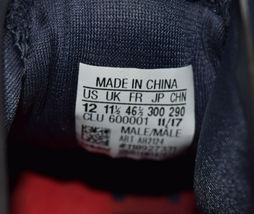 MADE IN CHINA
US UK FR JP CHN
12 11½ 46⅔ 300 290
CLU 600001 11/17
MALE/MALE
ART AH2124